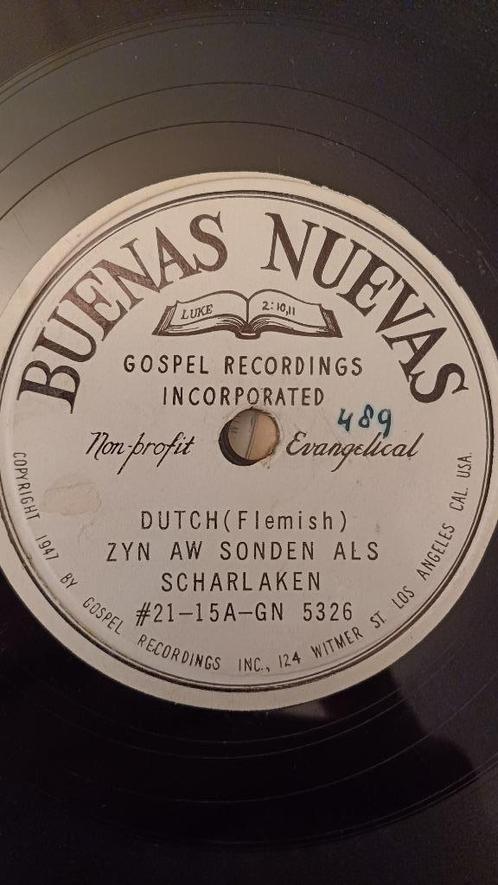 BUENAS NUEVAS
LUKE 2:10,11
GOSPEL RECORDINGS
INCORPORATED
489
Non-profit Evangelical
DUTCH(Flemish)
ZYN AW SONDEN ALS
SCHARLAKEN
#21-15A-GN 5326
COPYRIGHT 1947 BY GOSPEL RECORDINGS INC., 124 WITMER ST LOS ANGELES CAL. USA.